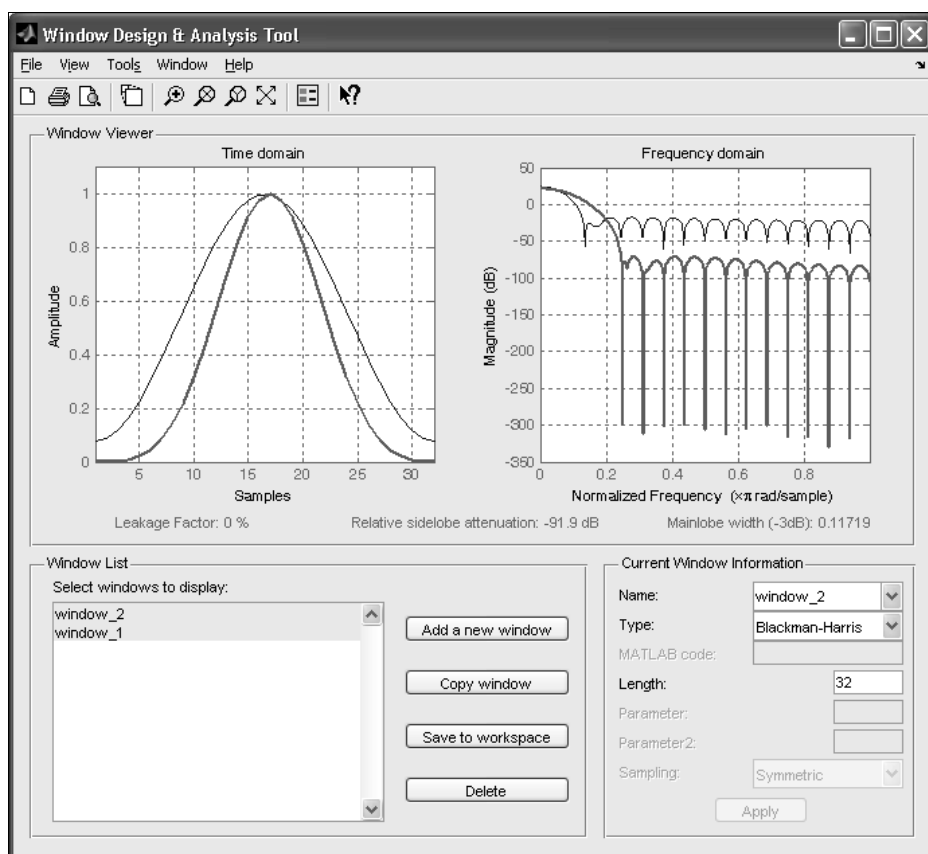 Window Design & Analysis Tool
File View Tools Window Help
Window Viewer
Time domain
Amplitude
1
0.8
0.6
0.4
0.2
0
5 10 15 20 25 30
Samples
Frequency domain
Magnitude (dB)
50
0
-50
-100
-150
-200
-250
-300
-350
0 0.2 0.4 0.6 0.8
Normalized Frequency (×π rad/sample)
Leakage Factor: 0 % Relative sidelobe attenuation: -91.9 dB Mainlobe width (-3dB): 0.11719
Window List
Select windows to display:
window_2
window_1
Add a new window
Copy window
Save to workspace
Delete
Current Window Information
Name: window_2
Type: Blackman-Harris
MATLAB code:
Length: 32
Parameter:
Parameter2:
Sampling: Symmetric
Apply